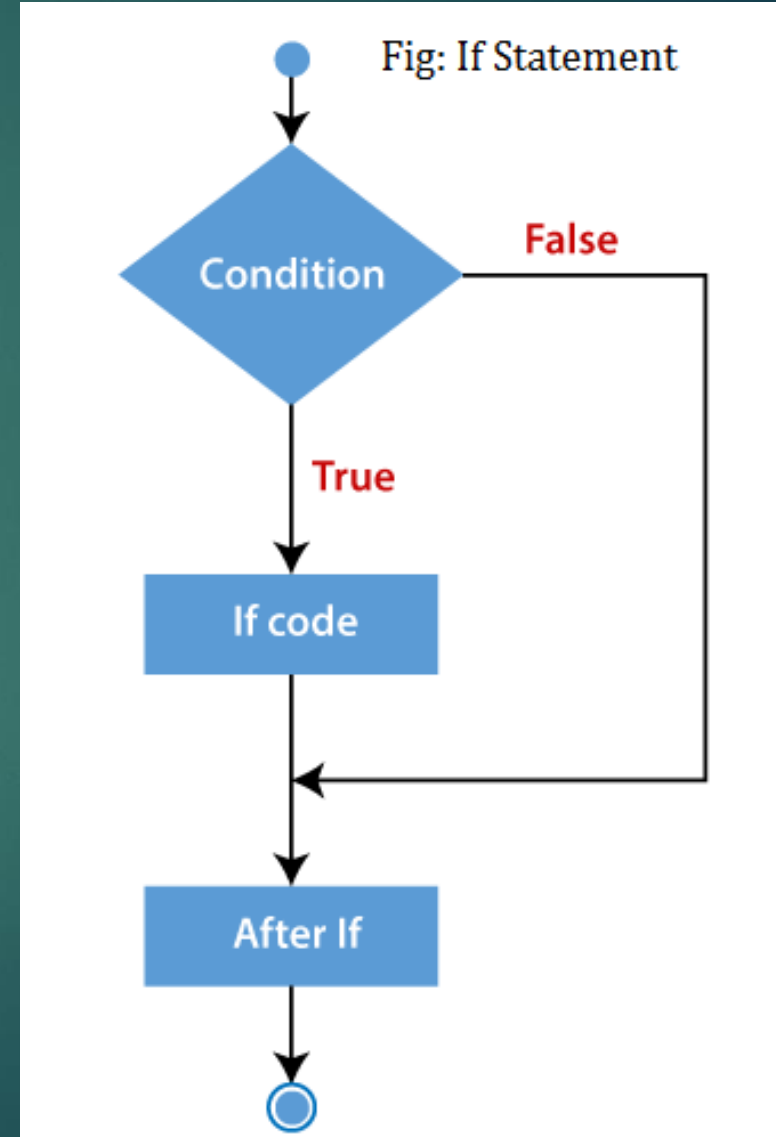 Fig: If Statement
False
Condition
True
If code
After If